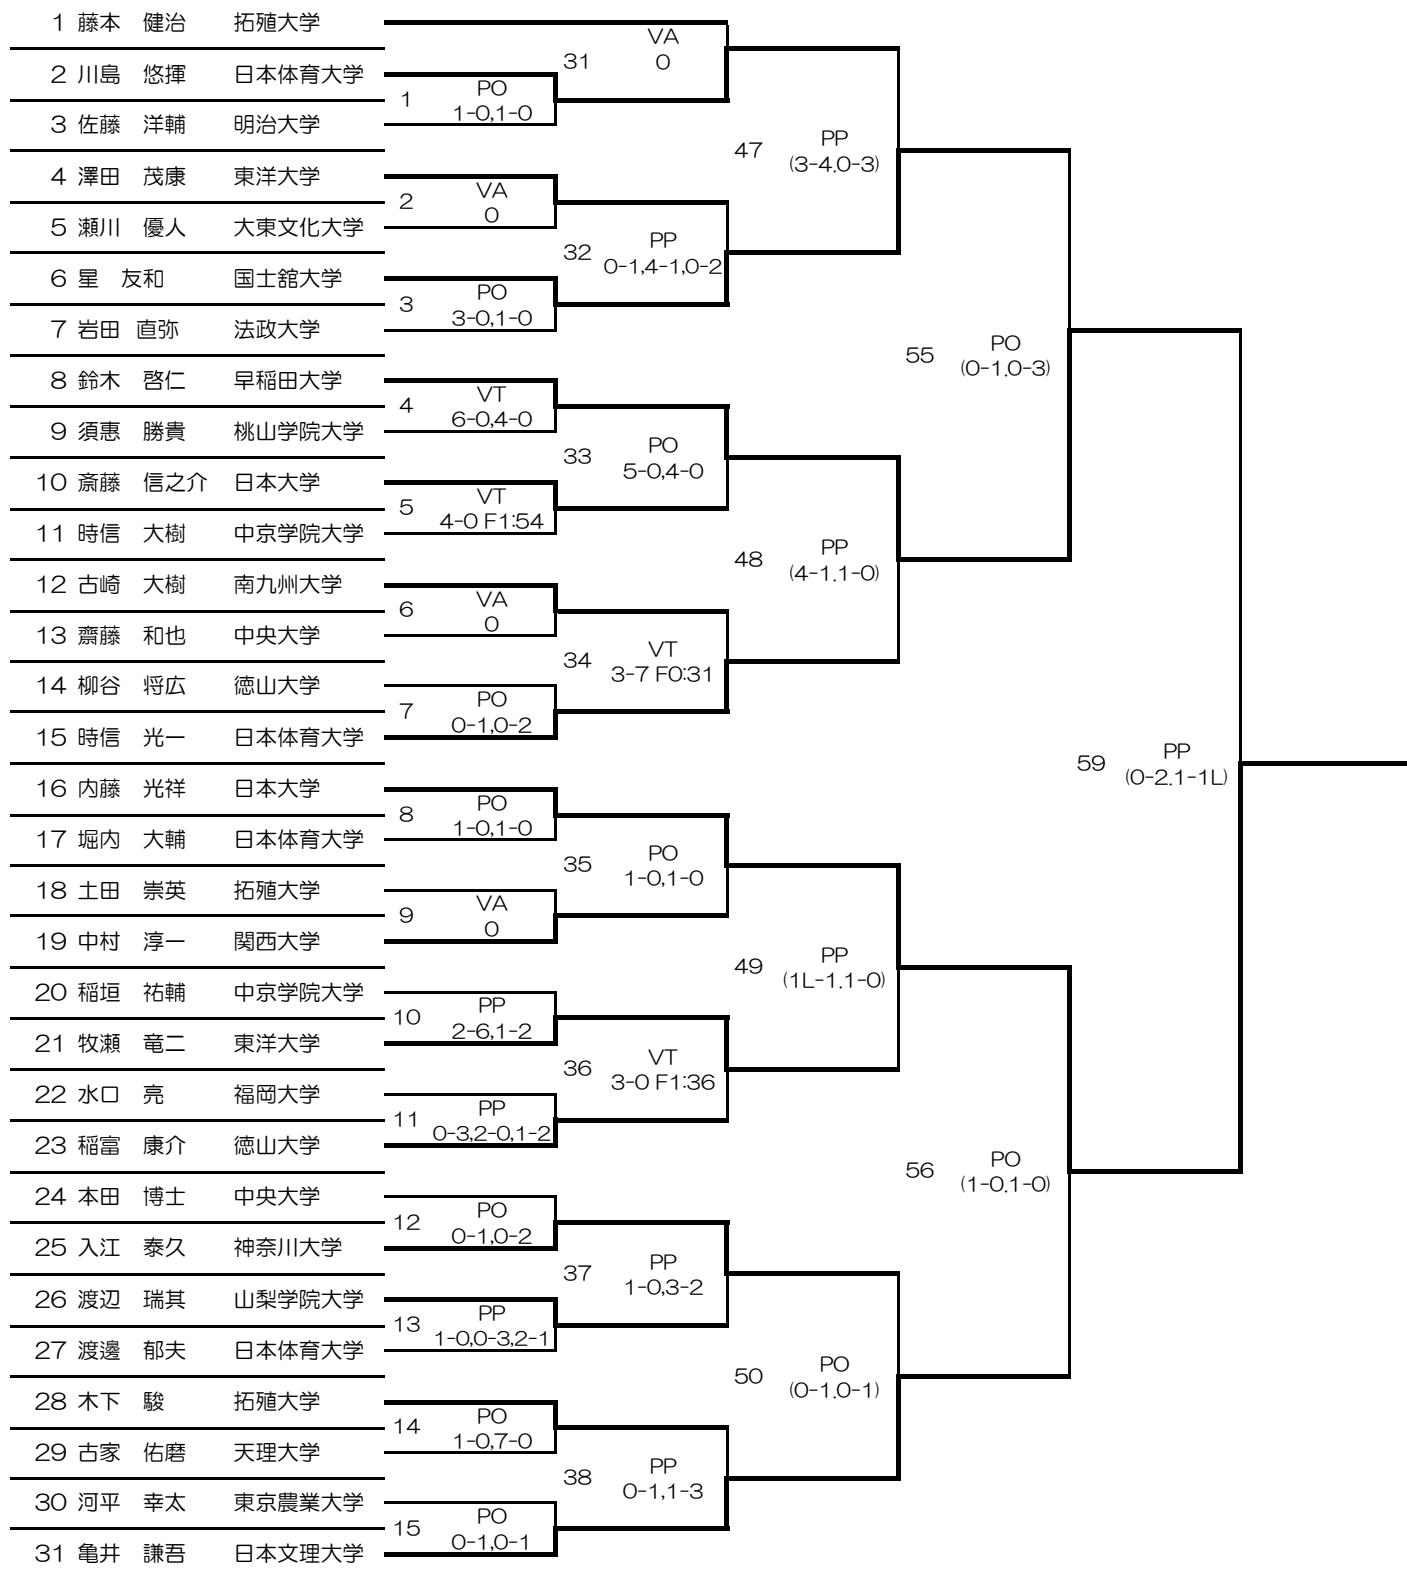 1 藤本 健治 拓殖大学
2 川島 悠揮 日本体育大学
3 佐藤 洋輔 明治大学
4 澤田 茂康 東洋大学
5 瀬川 優人 大東文化大学
6 星 友和 国士舘大学
7 岩田 直弥 法政大学
8 鈴木 啓仁 早稲田大学
9 須惠 勝貴 桃山学院大学
10 斎藤 信之介 日本大学
11 時信 大樹 中京学院大学
12 古崎 大樹 南九州大学
13 齋藤 和也 中央大学
14 柳谷 将広 徳山大学
15 時信 光一 日本体育大学
16 内藤 光祥 日本大学
17 堀内 大輔 日本体育大学
18 土田 崇英 拓殖大学
19 中村 淳一 関西大学
20 稲垣 祐輔 中京学院大学
21 牧瀬 竜二 東洋大学
22 水口 亮 福岡大学
23 稲富 康介 徳山大学
24 本田 博士 中央大学
25 入江 泰久 神奈川大学
26 渡辺 瑞其 山梨学院大学
27 渡邊 郁夫 日本体育大学
28 木下 駿 拓殖大学
29 古家 佑磨 天理大学
30 河平 幸太 東京農業大学
31 亀井 謙吾 日本文理大学
1 PO
1-0,1-0
2 VA
0
3 PO
3-0,1-0
4 VT
6-0,4-0
5 VT
4-0 F1:54
6 VA
0
7 PO
0-1,0-2
8 PO
1-0,1-0
9 VA
0
10 PP
2-6,1-2
11 PP
0-3,2-0,1-2
12 PO
0-1,0-2
13 PP
1-0,0-3,2-1
14 PO
1-0,7-0
15 PO
0-1,0-1
31 VA
0
32 PP
0-1,4-1,0-2
33 PO
5-0,4-0
34 VT
3-7 F0:31
35 PO
1-0,1-0
36 VT
3-0 F1:36
37 PP
1-0,3-2
38 PP
0-1,1-3
47 PP
(3-4.0-3)
48 PP
(4-1.1-0)
49 PP
(1L-1.1-0)
50 PO
(0-1.0-1)
55 PO
(0-1.0-3)
56 PO
(1-0.1-0)
59 PP
(0-2.1-1L)